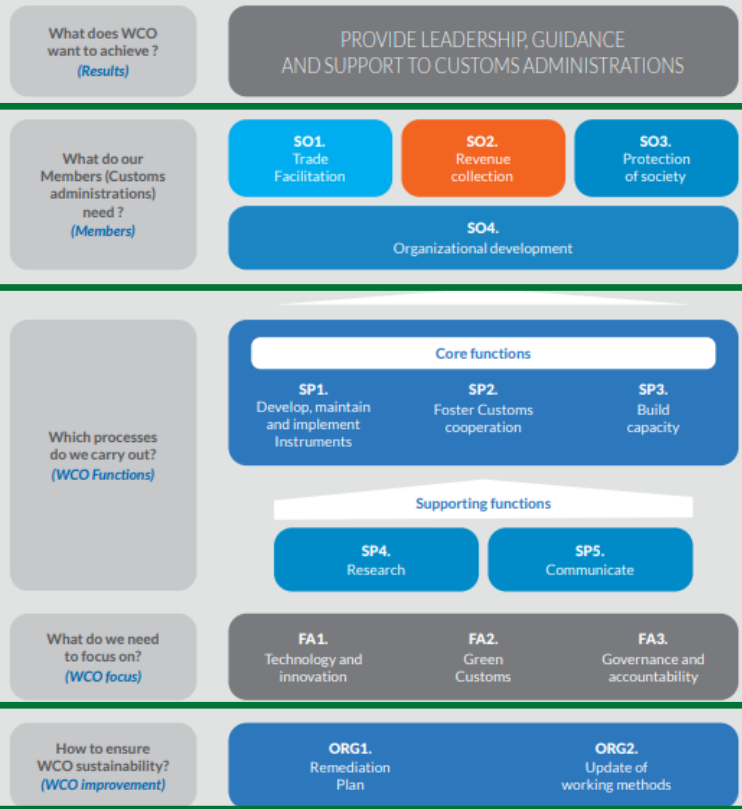 What does WCO
want to achieve ?
(Results)
PROVIDE LEADERSHIP, GUIDANCE
AND SUPPORT TO CUSTOMS ADMINISTRATIONS
What do our
Members (Customs
administrations)
need ?
(Members)
SO1.
Trade
Facilitation
SO2.
Revenue
collection
SO3.
Protection
of society
SO4.
Organizational development
Which processes
do we carry out?
(WCO Functions)
Core functions
SP1.
Develop, maintain
and implement
Instruments
SP2.
Foster Customs
cooperation
SP3.
Build
capacity
Supporting functions
SP4.
Research
SP5.
Communicate
What do we need
to focus on?
(WCO focus)
FA1.
Technology and
innovation
FA2.
Green
Customs
FA3.
Governance and
accountability
How to ensure
WCO sustainability?
(WCO improvement)
ORG1.
Remediation
Plan
ORG2.
Update of
working methods